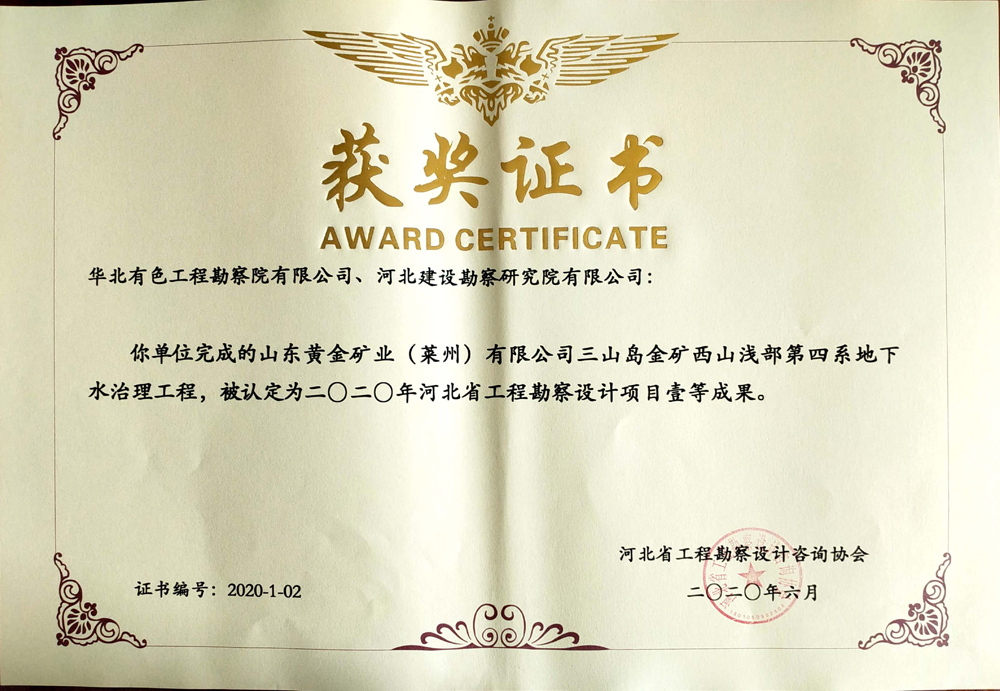 获奖证书
AWARD CERTIFICATE
华北有色工程勘察院有限公司、河北建设勘察研究院有限公司：
你单位完成的山东黄金矿业（莱州）有限公司三山岛金矿西山浅部第四系地下
水治理工程，被认定为二〇二〇年河北省工程勘察设计项目壹等成果。
河北省工程勘察设计咨询协会
证书编号：2020-1-02
二〇二〇年六月